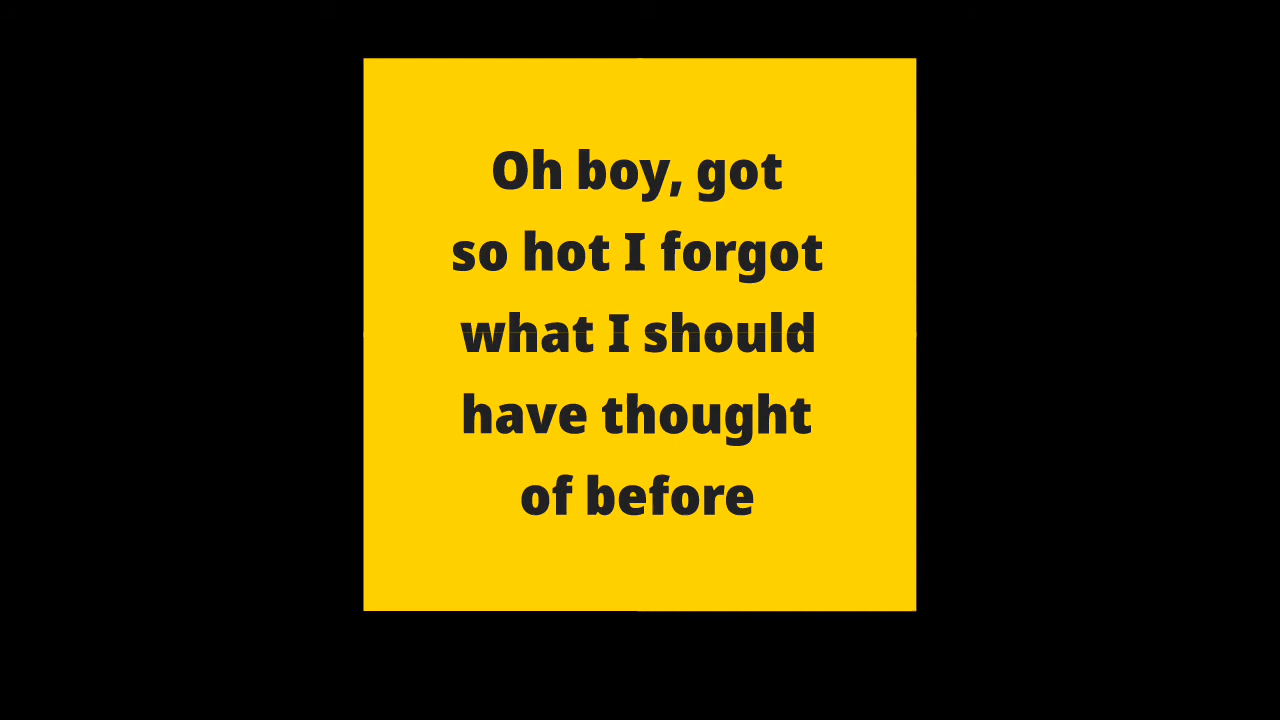 Oh boy, got
so hot I forgot
what I should
have thought
of before